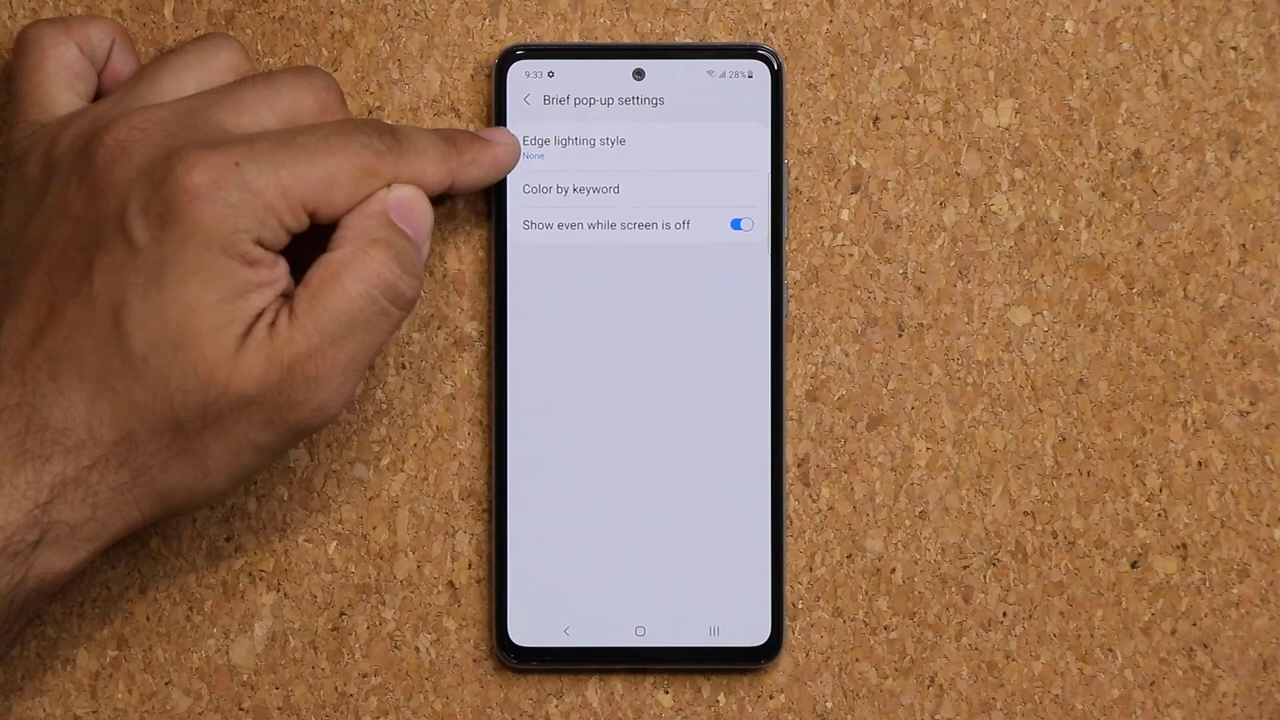 9:33
28%
Brief pop-up settings
Edge lighting style
None
Color by keyword
Show even while screen is off